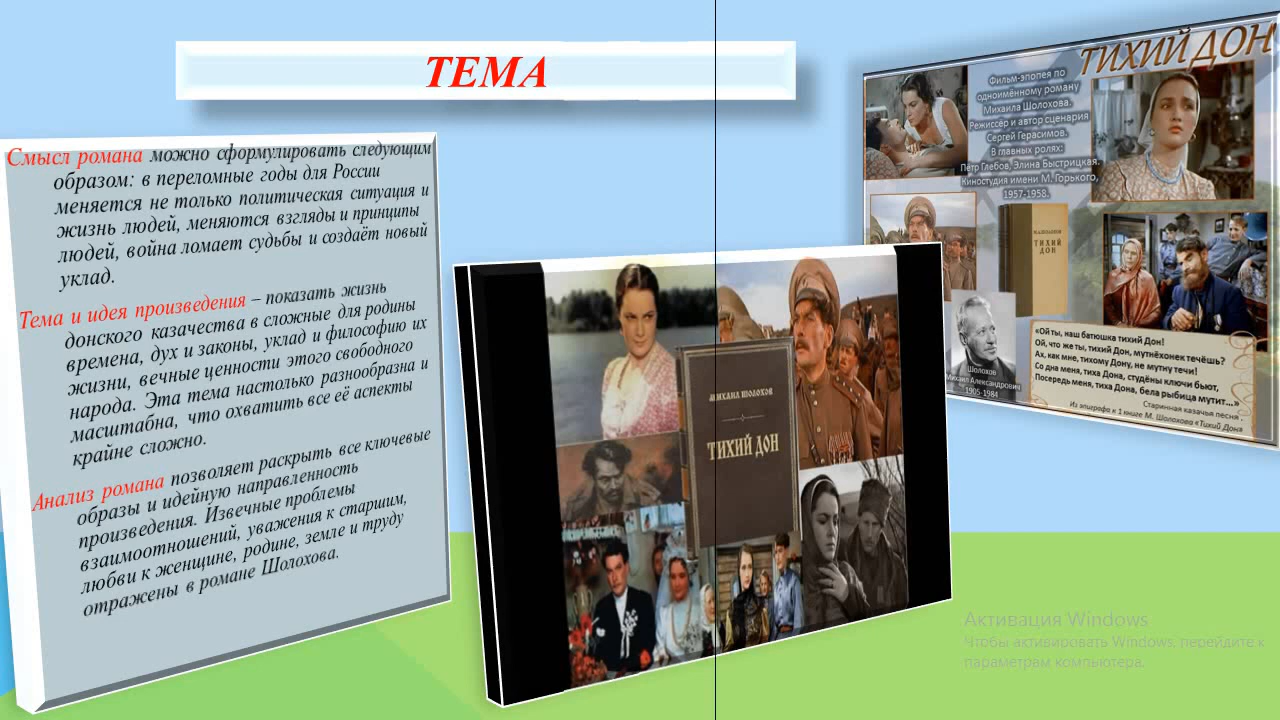 ТЕМА
Смысл романа можно сформулировать следующим
образом: в переломные годы для России
меняется не только политическая ситуация и
жизнь людей, меняются взгляды и принципы
людей, война ломает судьбы и создаёт новый
уклад.
Тема и идея произведения – показать жизнь
донского казачества в сложные для родины
времена, дух и законы, уклад и философию их
жизни, вечные ценности этого свободного
народа. Эта тема настолько разнообразна и
масштабна, что охватить все её аспекты
крайне сложно.
Анализ романа позволяет раскрыть все ключевые
образы и идейную направленность
произведения. Извечные проблемы
взаимоотношений, уважения к старшим,
любви к женщине, родине, земле и труду
отражены в романе Шолохова.
МИХАИЛ ШОЛОХОВ
ТИХИЙ ДОН
ТИХИЙ ДОН
Фильм-эпопея по
одноимённому роману
Михаила Шолохова.
Режиссёр и автор сценария
Сергей Герасимов.
В главных ролях:
Пётр Глебов, Элина Быстрицкая.
Киностудия имени М. Горького,
1957-1958.
ТИХИЙ
ДОН
Шолохов
Михаил Александрович
1905-1984
«Ой ты, наш батюшка тихий Дон!
Ой, что же ты, тихий Дон, мутнёхонек течёшь?
Ах, как мне, тихому Дону, не мутну течи!
Со дна меня, тиха Дона, студёны ключи бьют,
Посередь меня, тиха Дона, бела рыбица мутит...»
Старинная казачья песня.
Из эпиграфа к 1 книге М. Шолохова «Тихий Дон»
Активация Windows
Чтобы активировать Windows, перейдите к
параметрам компьютера.